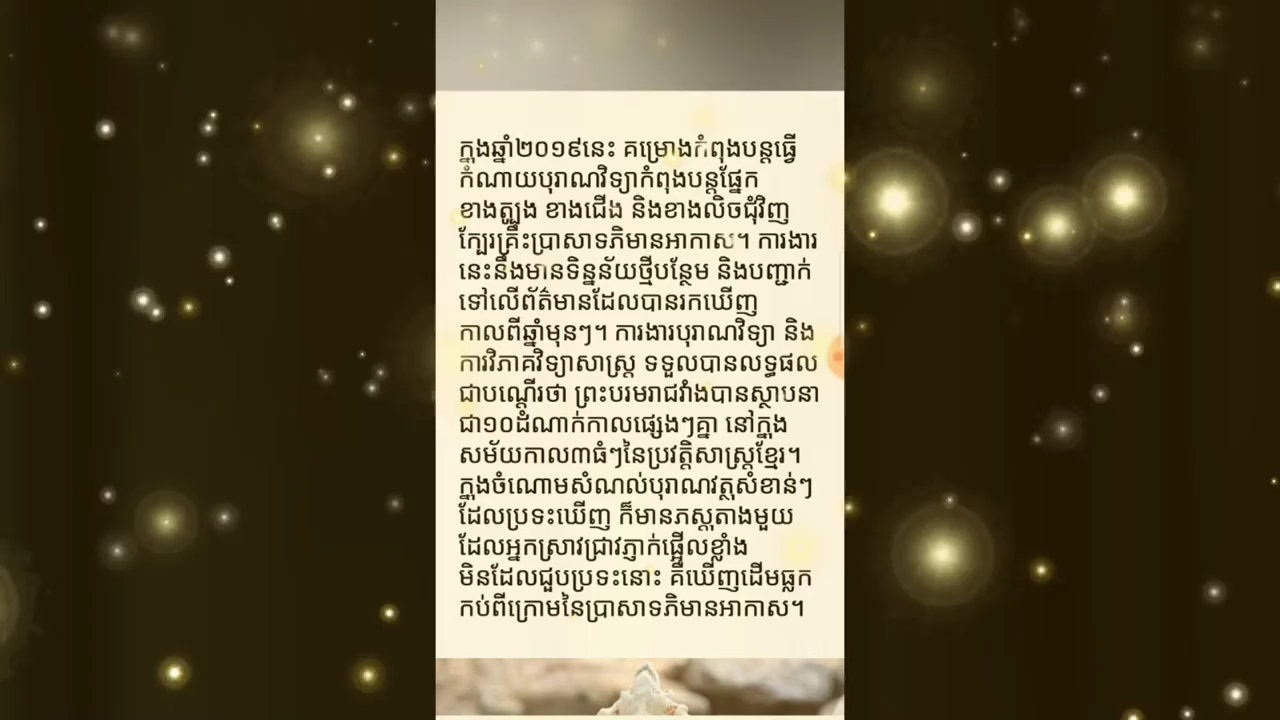 ក្នុងឆ្នាំ២០១៩នេះ គម្រោងកំពុងបន្តធ្វើ
កំណាយបុរាណវិទ្យាកំពុងបន្តផ្នែក
ខាងត្បូង ខាងជើង និងខាងលិចជុំវិញ
ក្បែរគ្រឹះប្រាសាទភិមានអាកាស។ ការងារ
នេះនឹងមានទិន្នន័យថ្មីបន្ថែម និងបញ្ជាក់
ទៅលើព័ត៌មានដែលបានរកឃើញ
កាលពីឆ្នាំមុនៗ។ ការងារបុរាណវិទ្យា និង
ការវិភាគវិទ្យាសាស្ត្រ ទទួលបានលទ្ធផល
ជាបណ្តើរថា ព្រះបរមរាជវាំងបានស្ថាបនា
ជា១០ដំណាក់កាលផ្សេងៗគ្នា នៅក្នុង
សម័យកាល៣ធំៗនៃប្រវត្តិសាស្ត្រខ្មែរ។
ក្នុងចំណោមសំណល់បុរាណវត្ថុសំខាន់ៗ
ដែលប្រទះឃើញ ក៏មានភស្តុតាងមួយ
ដែលអ្នកស្រាវជ្រាវភ្ញាក់ផ្អើលខ្លាំង
មិនដែលជួបប្រទះនោះ គឺឃើញដើមធ្លក
កប់ពីក្រោមនៃប្រាសាទភិមានអាកាស។